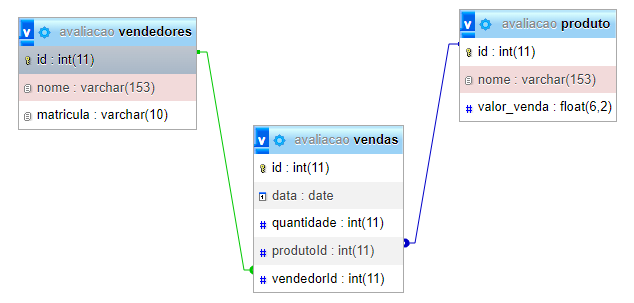 v avaliacao vendedores
id : int(11)
nome : varchar(153)
matricula : varchar(10)
v avaliacao produto
id : int(11)
nome : varchar(153)
# valor_venda : float(6,2)
v avaliacao vendas
id : int(11)
data : date
# quantidade : int(11)
# produtoId : int(11)
# vendedorId : int(11)